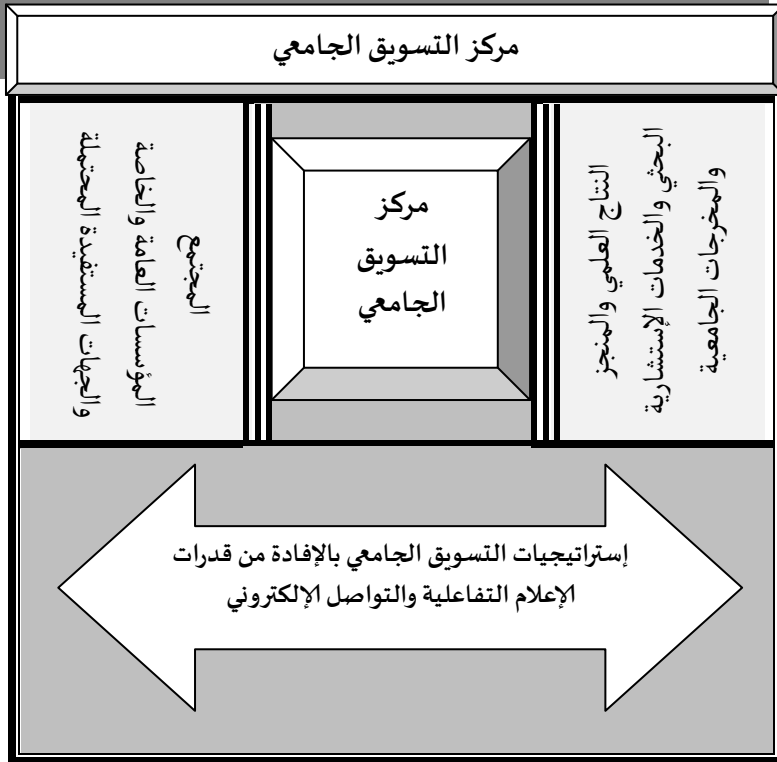 مركز التسويق الجامعي
النتاج العلمي والمنجز
البحثي والخدمات الإستشارية
والمخرجات الجامعية
مركز
التسويق
الجامعي
المجتمع
المؤسسات العامة والخاصة
والجهات المستفيدة المحتملة
إستراتيجيات التسويق الجامعي بالإفادة من قدرات
الإعلام التفاعلية والتواصل الإلكتروني